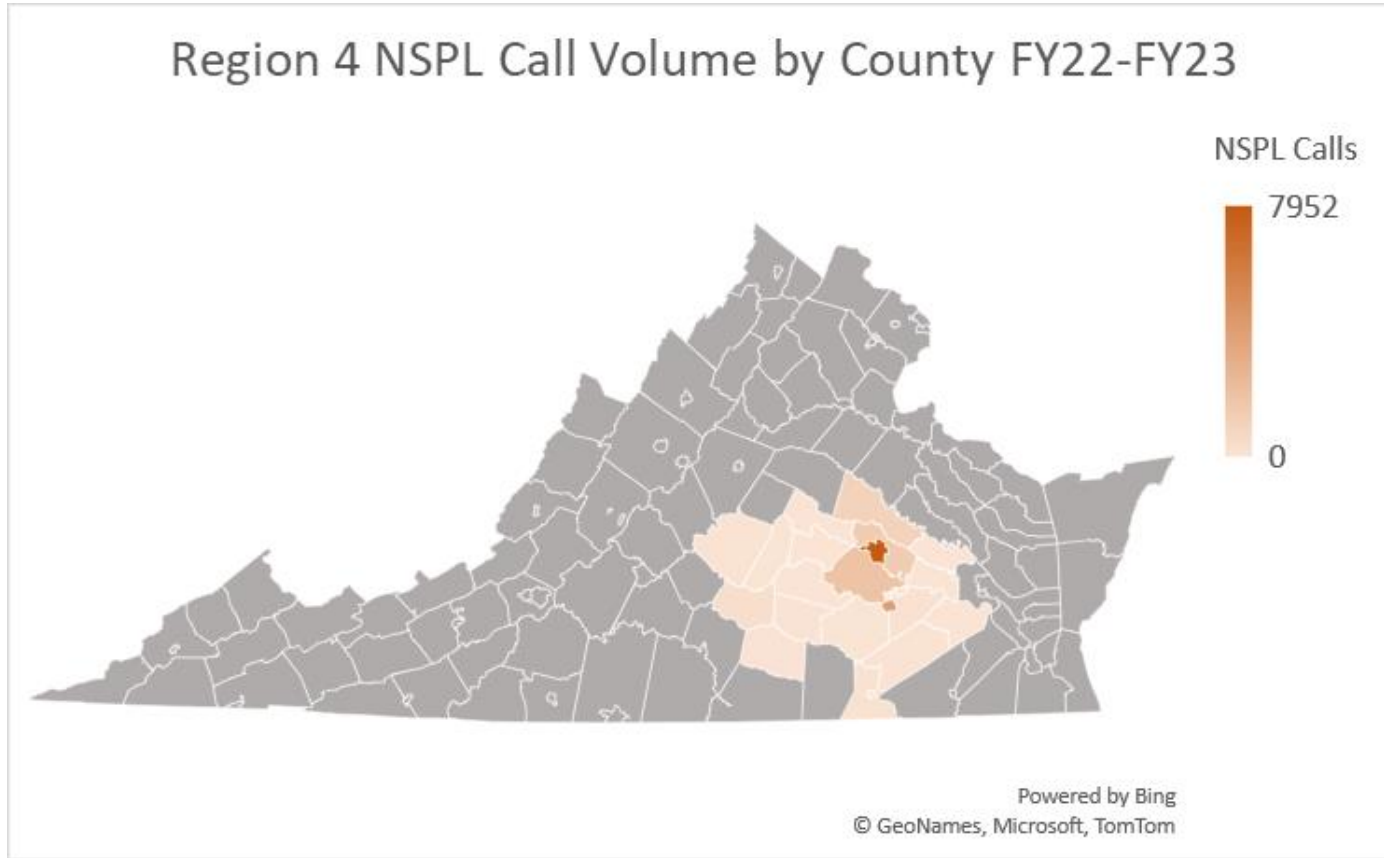 Region 4 NSPL Call Volume by County FY22-FY23
NSPL Calls
7952
0
Powered by Bing
© GeoNames, Microsoft, TomTom